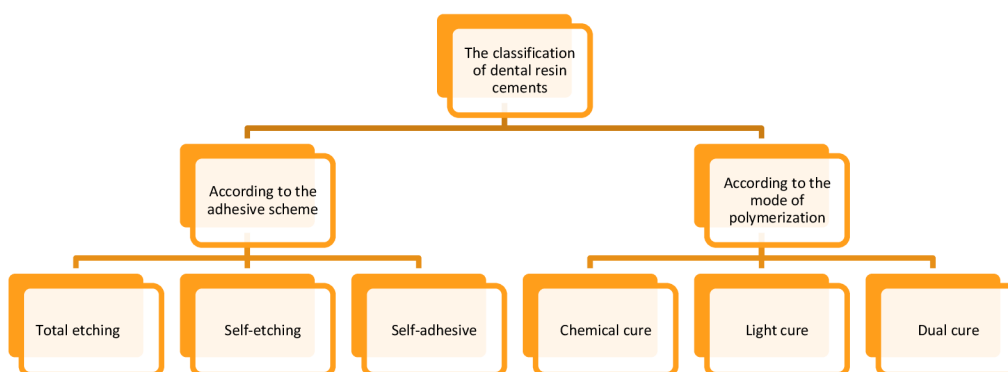 The classification
of dental resin
cements
According to the
adhesive scheme
According to the
mode of
polymerization
Total etching
Self-etching
Self-adhesive
Chemical cure
Light cure
Dual cure